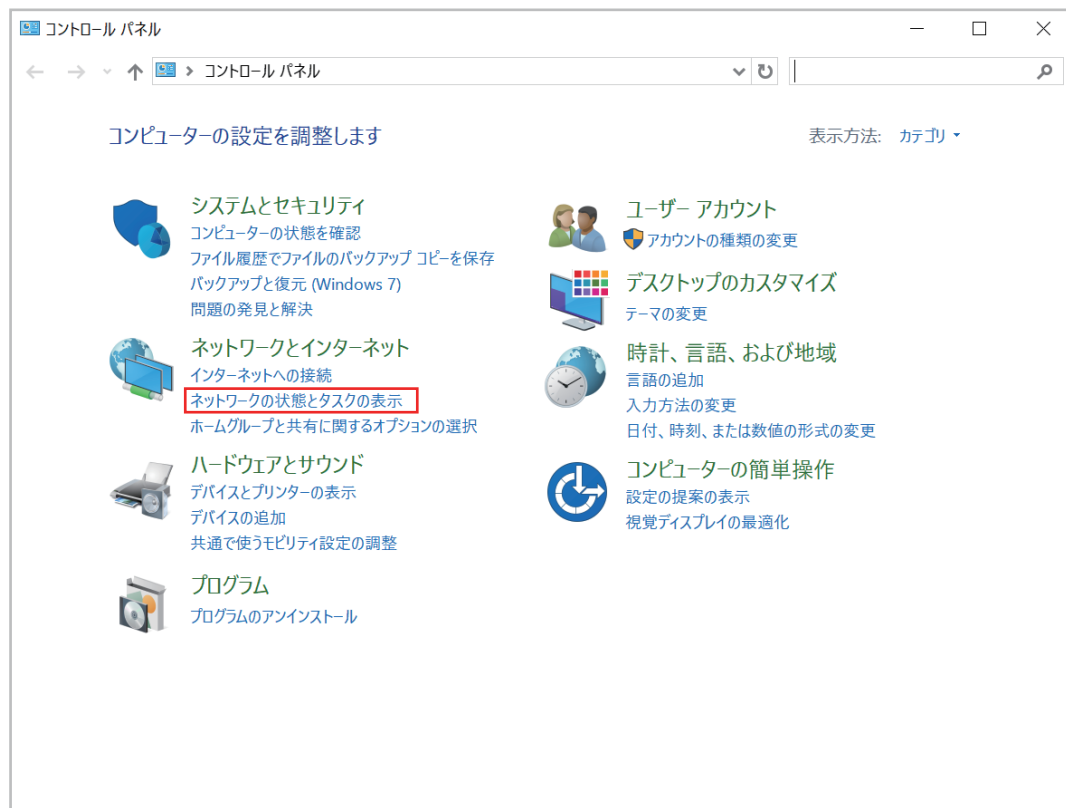 コントロール パネル
コントロール パネル
コンピューターの設定を調整します
表示方法: カテゴリ
システムとセキュリティ
コンピューターの状態を確認
ファイル履歴でファイルのバックアップ コピーを保存
バックアップと復元 (Windows 7)
問題の発見と解決
ネットワークとインターネット
インターネットへの接続
ネットワークの状態とタスクの表示
ホームグループと共有に関するオプションの選択
ハードウェアとサウンド
デバイスとプリンターの表示
デバイスの追加
共通で使うモビリティ設定の調整
プログラム
プログラムのアンインストール
ユーザー アカウント
アカウントの種類の変更
デスクトップのカスタマイズ
テーマの変更
時計、言語、および地域
言語の追加
入力方法の変更
日付、時刻、または数値の形式の変更
コンピューターの簡単操作
設定の提案の表示
視覚ディスプレイの最適化